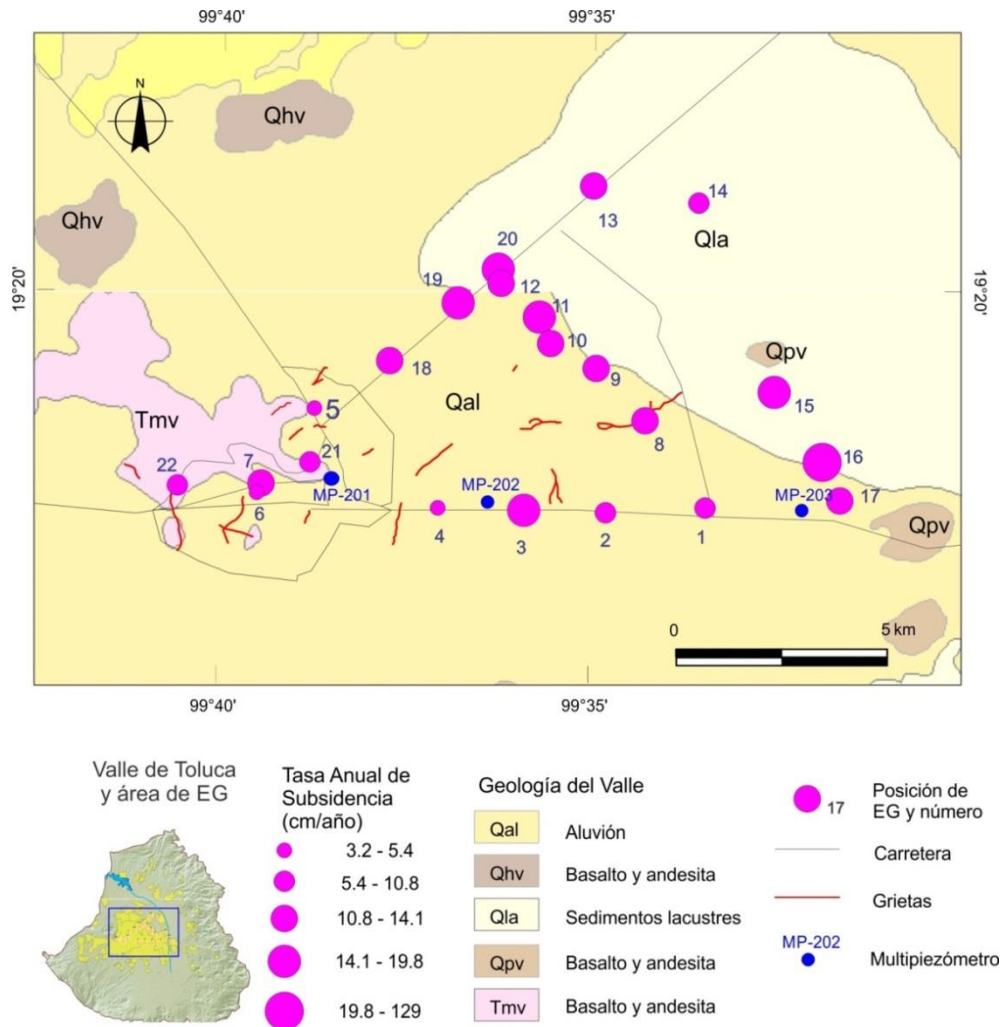 99°40'
99°35'
N
Qhv
Qhv
14
13
Qla
20
19°20'
19
12
19°20'
11
10
Qpv
18
9
Qal
15
5
Tmv
8
21
16
22
7
MP-201
MP-202
MP-203
17
6
4
3
2
1
Qpv
0
5 km
99°40'
99°35'
Valle de Toluca
y área de EG
Tasa Anual de
Subsidencia
(cm/año)
3.2 - 5.4
5.4 - 10.8
10.8 - 14.1
14.1 - 19.8
19.8 - 129
Geología del Valle
Qal Aluvión
Qhv Basalto y andesita
Qla Sedimentos lacustres
Qpv Basalto y andesita
Tmv Basalto y andesita
17 Posición de
EG y número
Carretera
Grietas
MP-202
Multipiezómetro